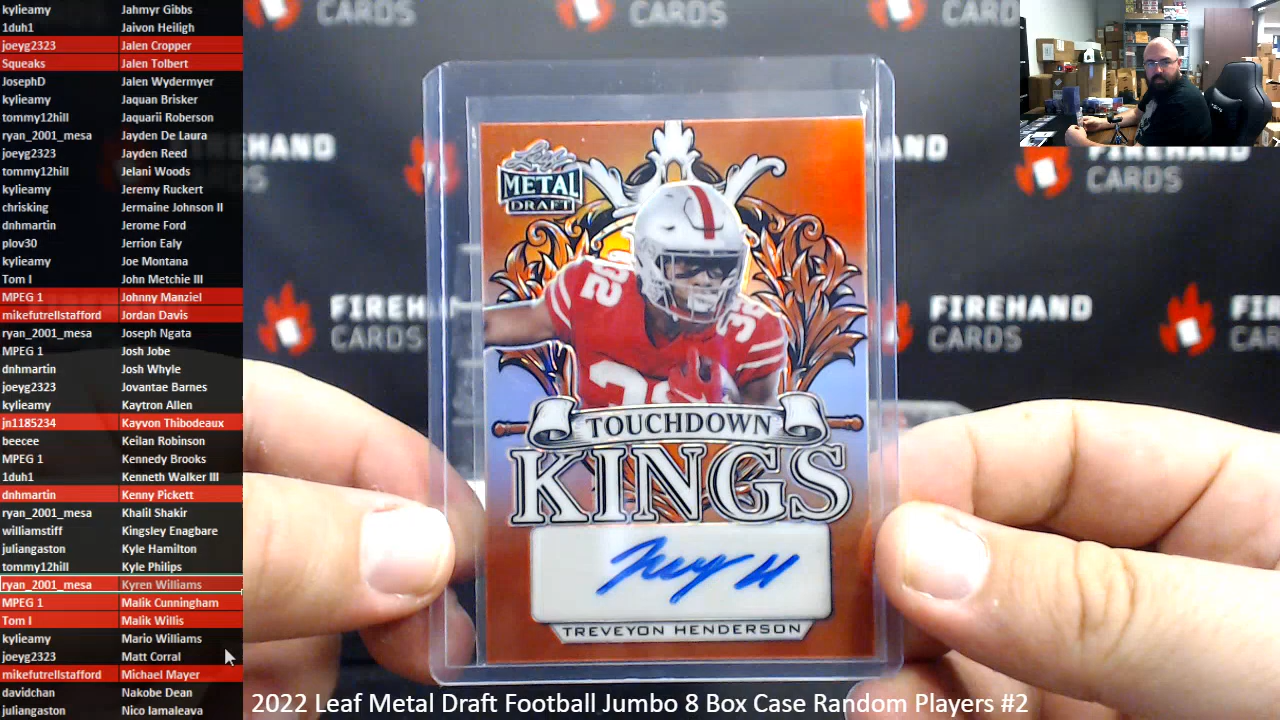 kylieamy Jahmyr Gibbs
1duh1 Jaivon Heiligh
joeyg2323 Jalen Cropper
Squeaks Jalen Tolbert
JosephD Jalen Wydermyer
kylieamy Jaquan Brisker
tommy12hill Jaquarii Roberson
ryan_2001_mesa Jayden De Laura
joeyg2323 Jayden Reed
tommy12hill Jelani Woods
kylieamy Jeremy Ruckert
chrisking Jermaine Johnson II
dnhmartin Jerome Ford
plov30 Jerrion Ealy
kylieamy Joe Montana
Tom I John Metchie III
MPEG 1 Johnny Manziel
mikefutrellstafford Jordan Davis
ryan_2001_mesa Joseph Ngata
MPEG 1 Josh Jobe
dnhmartin Josh Whyle
joeyg2323 Jovantae Barnes
kylieamy Kaytron Allen
jn1185234 Kayvon Thibodeaux
beecee Keilan Robinson
MPEG 1 Kennedy Brooks
1duh1 Kenneth Walker III
dnhmartin Kenny Pickett
ryan_2001_mesa Khalil Shakir
williamstiff Kingsley Enagbare
juliangaston Kyle Hamilton
tommy12hill Kyle Philips
ryan_2001_mesa Kyren Williams
MPEG 1 Malik Cunningham
Tom I Malik Willis
kylieamy Mario Williams
joeyg2323 Matt Corral
mikefutrellstafford Michael Mayer
davidchan Nakobe Dean
juliangaston Nico Iamaleava
CARDS
CARDS
FIREHAND
CARDS
FIREHAND
CARDS
FIREHAND
CARDS
Leaf
METAL
DRAFT
32
TOUCHDOWN
KINGS
TREVEYON HENDERSON
2022 Leaf Metal Draft Football Jumbo 8 Box Case Random Players #2